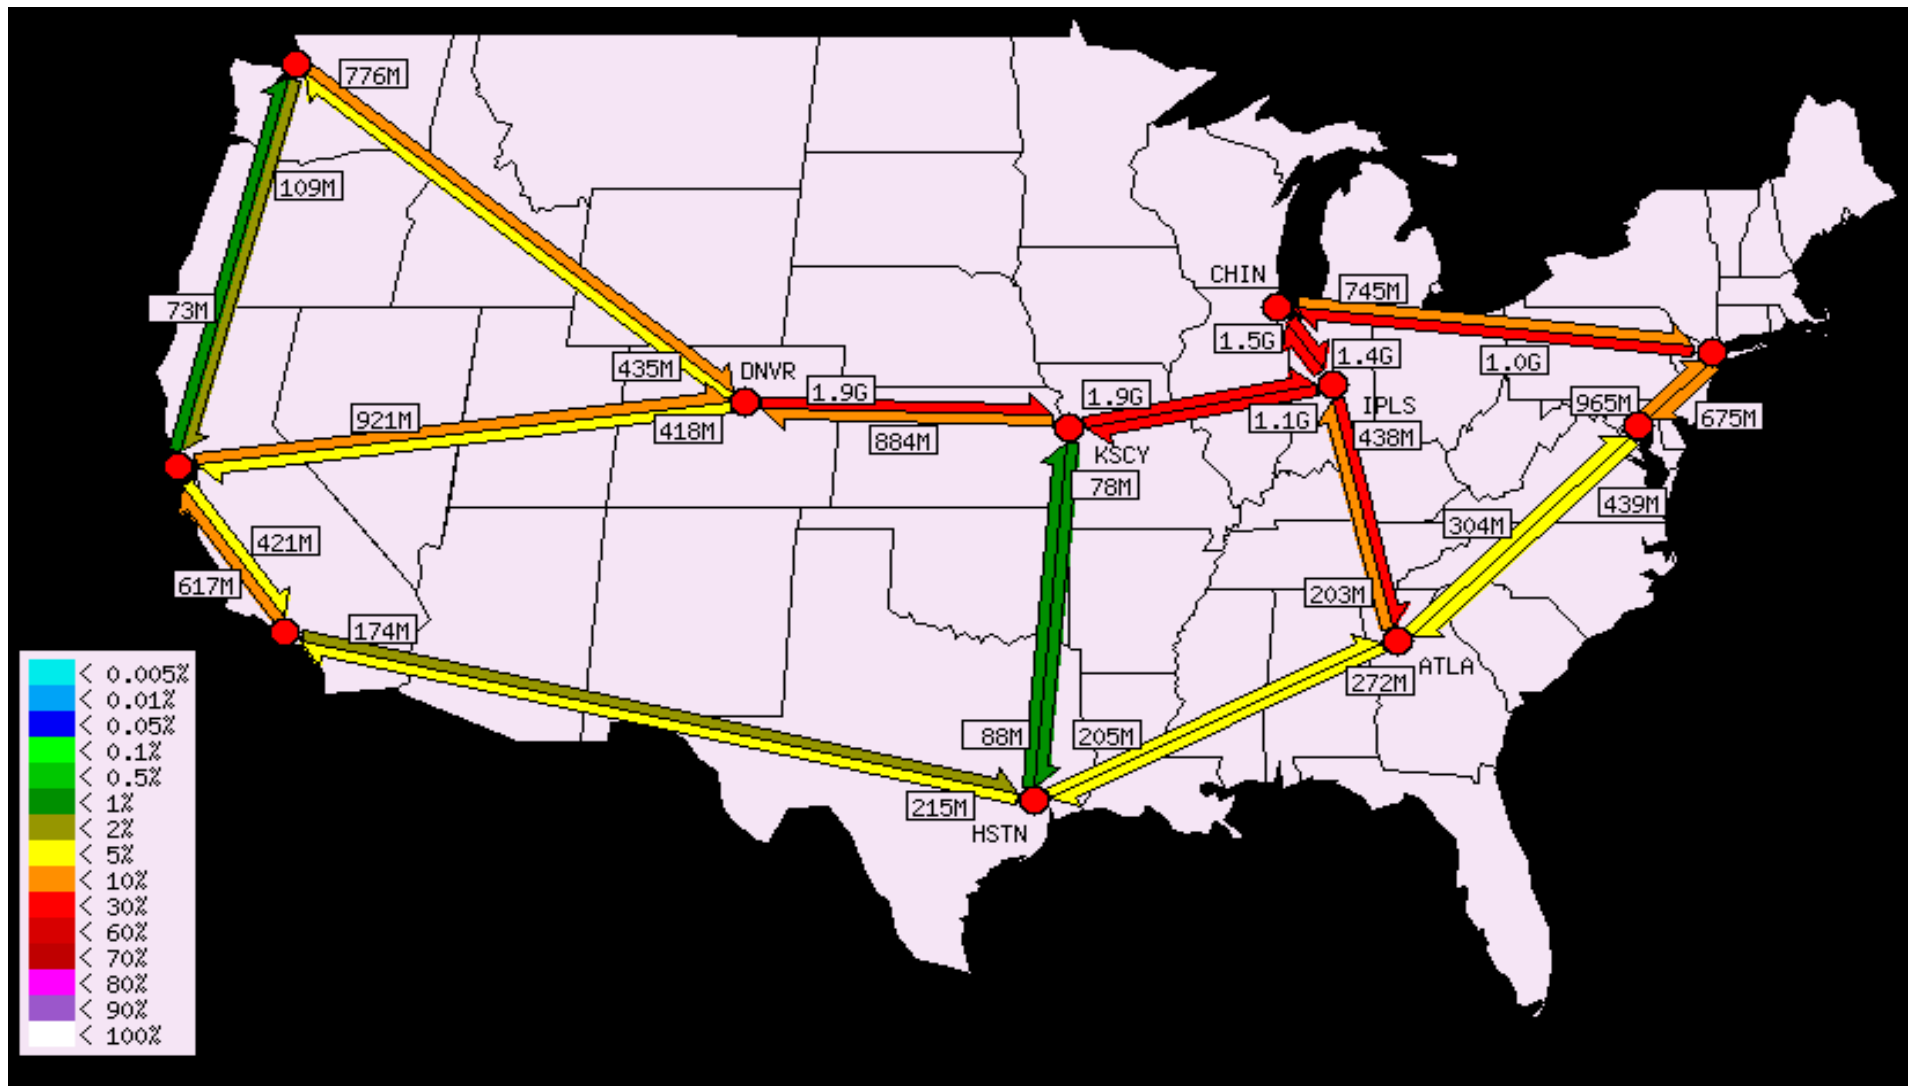 776M
109M
CHIN
745M
73M
1.5G
1.4G
1.0G
435M
DNVR
1.9G
1.9G
965M
IPLS
921M
418M
884M
1.1G
438M
675M
KSCY
78M
439M
304M
421M
617M
203M
174M
ATLA
272M
88M
205M
215M
HSTN
< 0.005%
< 0.01%
< 0.05%
< 0.1%
< 0.5%
< 1%
< 2%
< 5%
< 10%
< 30%
< 60%
< 70%
< 80%
< 90%
< 100%